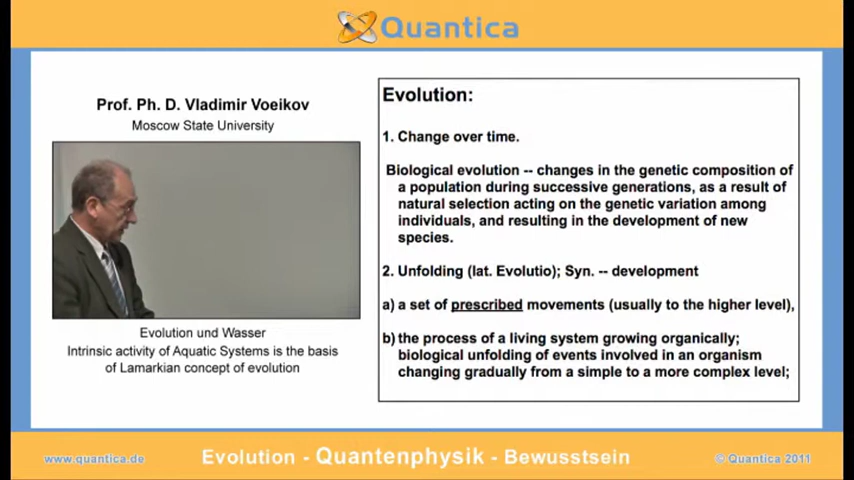 Quantica
Prof. Ph. D. Vladimir Voeikov
Moscow State University
Evolution und Wasser
Intrinsic activity of Aquatic Systems is the basis
of Lamarkian concept of evolution
Evolution:
1. Change over time.
Biological evolution -- changes in the genetic composition of
a population during successive generations, as a result of
natural selection acting on the genetic variation among
individuals, and resulting in the development of new
species.
2. Unfolding (lat. Evolutio); Syn. -- development
a) a set of prescribed movements (usually to the higher level),
b) the process of a living system growing organically;
biological unfolding of events involved in an organism
changing gradually from a simple to a more complex level;
www.quantica.de
Evolution - Quantenphysik - Bewusstsein
© Quantica 2011